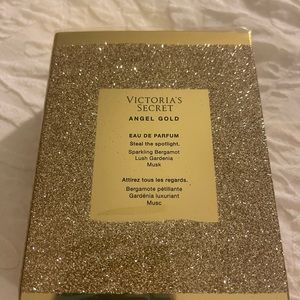 VICTORIA'S
SECRET
ANGEL GOLD
EAU DE PARFUM
Steal the spotlight.
Sparkling Bergamot
Lush Gardenia
Musk
Attirez tous les regards.
Bergamote pétillante
Gardénia luxuriant
Musc